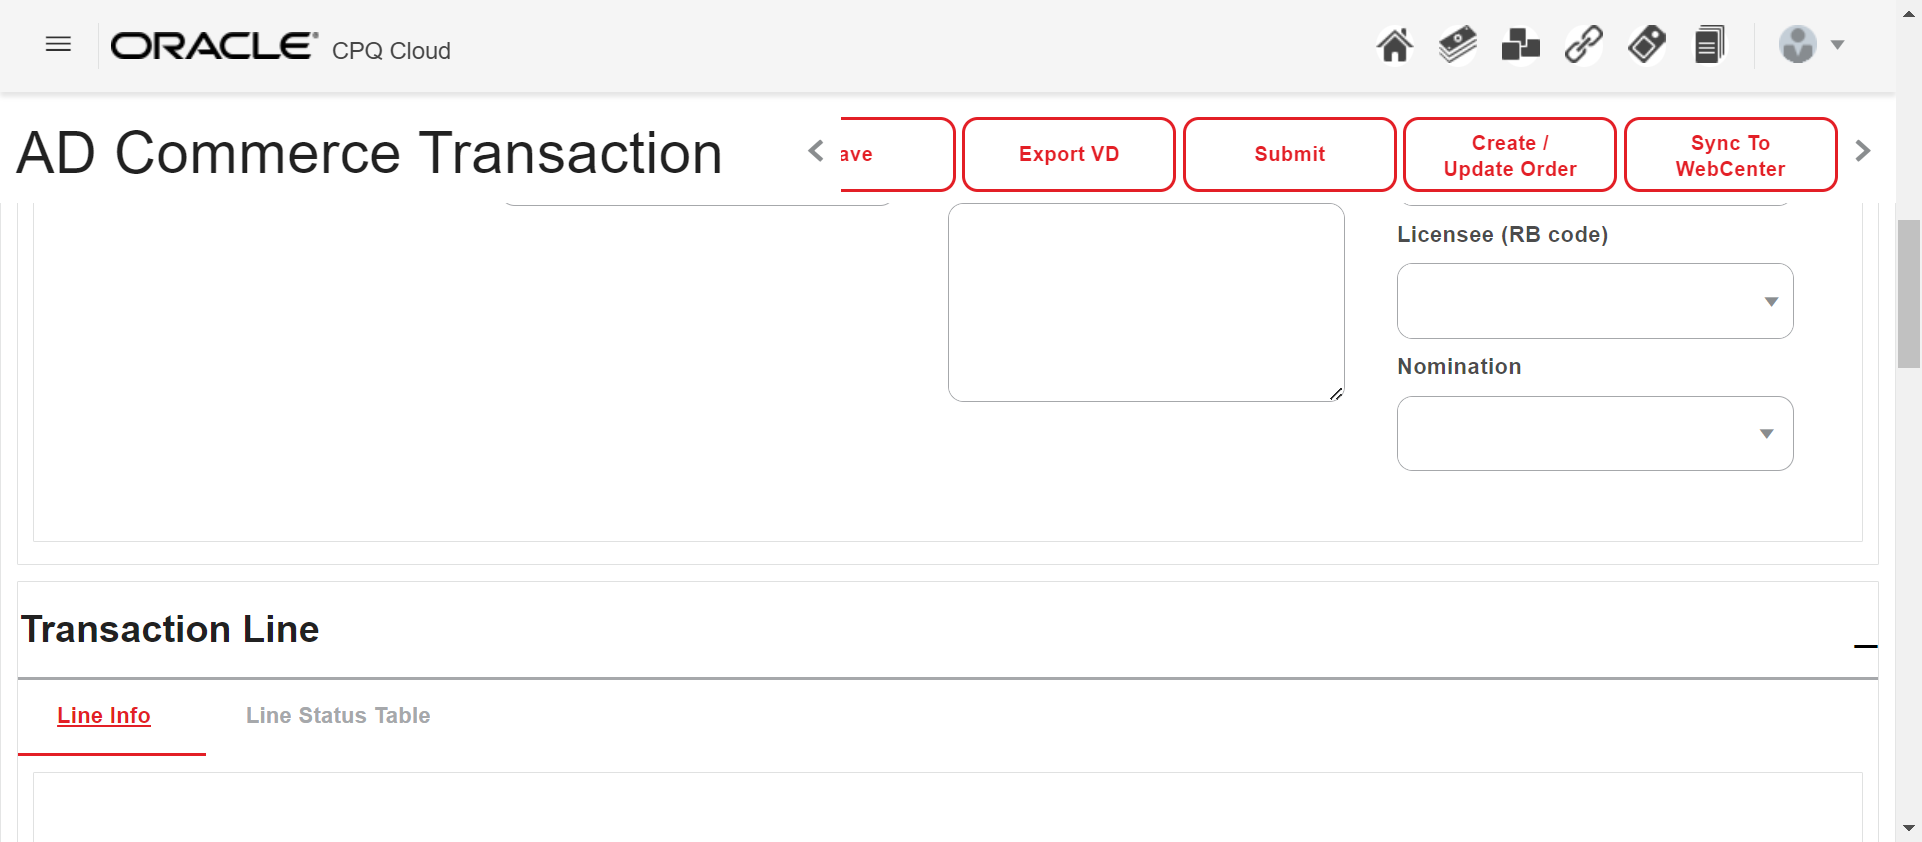 ORACLE® CPQ Cloud
AD Commerce Transaction
ave
Export VD
Submit
Create /
Update Order
Sync To
WebCenter
Licensee (RB code)
Nomination
Transaction Line
Line Info
Line Status Table